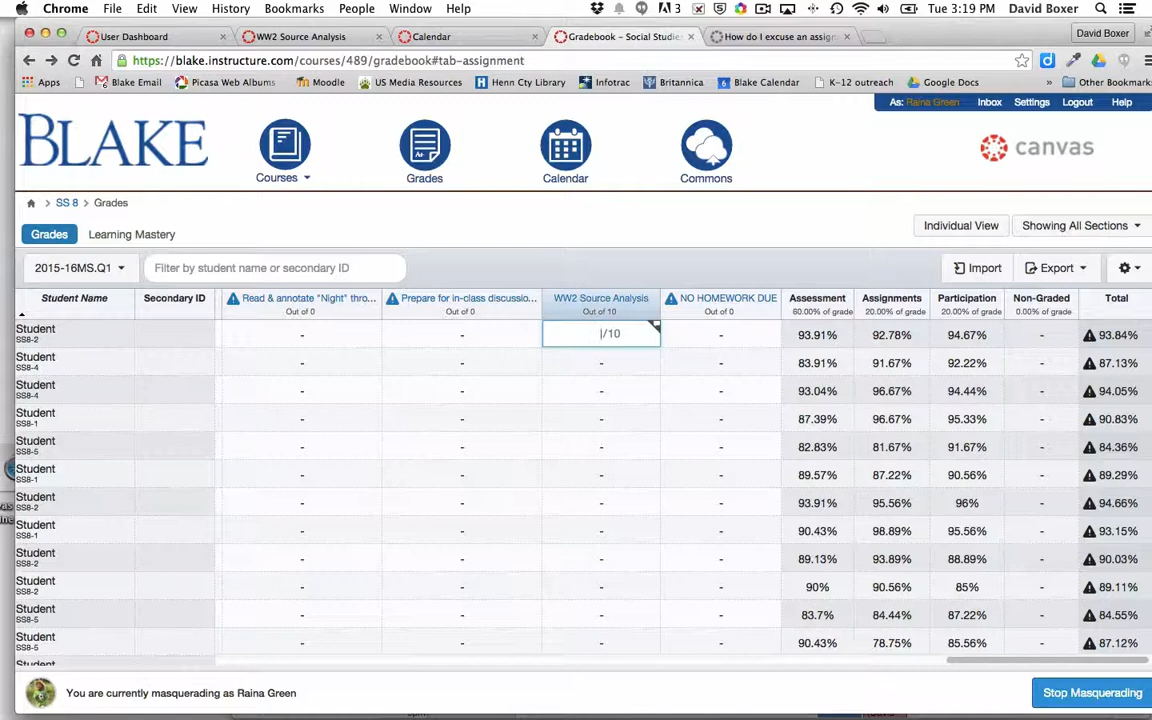 Chrome File Edit View History Bookmarks People Window Help 3 Tue 3:19 PM David Boxer
User Dashboard × WW2 Source Analysis × Calendar × Gradebook – Social Studie × How do I excuse an assign × David Boxer
https://blake.instructure.com/courses/489/gradebook#tab-assignment
Apps Blake Email Picasa Web Albums Moodle US Media Resources Henn Cty Library Infotrac Britannica Blake Calendar K-12 outreach Google Docs » Other Bookmark
As: Raina Green Inbox Settings Logout Help
BLAKE
Courses Grades Calendar Commons
canvas
SS 8 > Grades
Individual View Showing All Sections
Grades Learning Mastery
2015-16MS.Q1 Filter by student name or secondary ID Import Export
Student Name Secondary ID Read & annotate "Night" thro... Prepare for in-class discussio... WW2 Source Analysis NO HOMEWORK DUE Assessment Assignments Participation Non-Graded Total
Out of 0 Out of 0 Out of 10 Out of 0 60.00% of grade 20.00% of grade 20.00% of grade 0.00% of grade
Student - - /10 - 93.91% 92.78% 94.67% - 93.84%
SS8-2
Student - - - - 83.91% 91.67% 92.22% - 87.13%
SS8-4
Student - - - - 93.04% 96.67% 94.44% - 94.05%
SS8-4
Student - - - - 87.39% 96.67% 95.33% - 90.83%
SS8-1
Student - - - - 82.83% 81.67% 91.67% - 84.36%
SS8-5
Student - - - - 89.57% 87.22% 90.56% - 89.29%
SS8-1
Student - - - - 93.91% 95.56% 96% - 94.66%
SS8-2
Student - - - - 90.43% 98.89% 95.56% - 93.15%
SS8-1
Student - - - - 89.13% 93.89% 88.89% - 90.03%
SS8-2
Student - - - - 90% 90.56% 85% - 89.11%
SS8-2
Student - - - - 83.7% 84.44% 87.22% - 84.55%
SS8-5
Student - - - - 90.43% 78.75% 85.56% - 87.12%
SS8-5
Student
You are currently masquerading as Raina Green Stop Masquerading